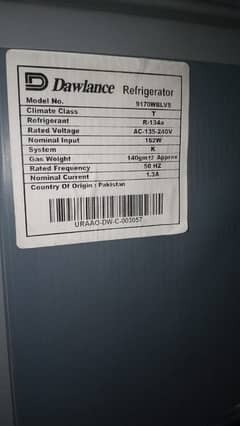 D Dawlance Refrigerator
Model No. 9170WBLVS
Climate Class T
Refrigerant R-134a
Rated Voltage AC-135-240V
Nominal Input 162W
System K
Gas Weight 140gm±2 Approx
Rated Frequency 50 HZ
Nominal Current 1.3A
Country Of Origin : Pakistan
URAAO-DW-C-003057